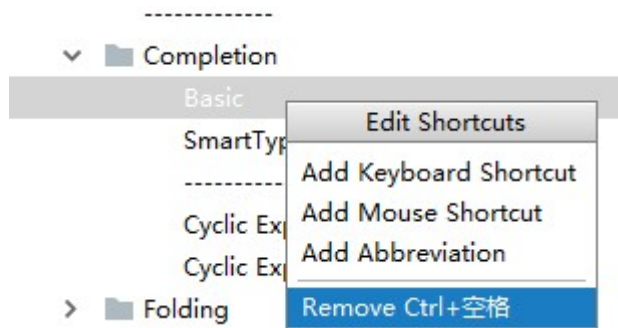 -------------
Completion
Basic
Edit Shortcuts
SmartTyp
Add Keyboard Shortcut
----------
Add Mouse Shortcut
Cyclic Exp
Add Abbreviation
Cyclic Exp
Folding
Remove Ctrl+空格